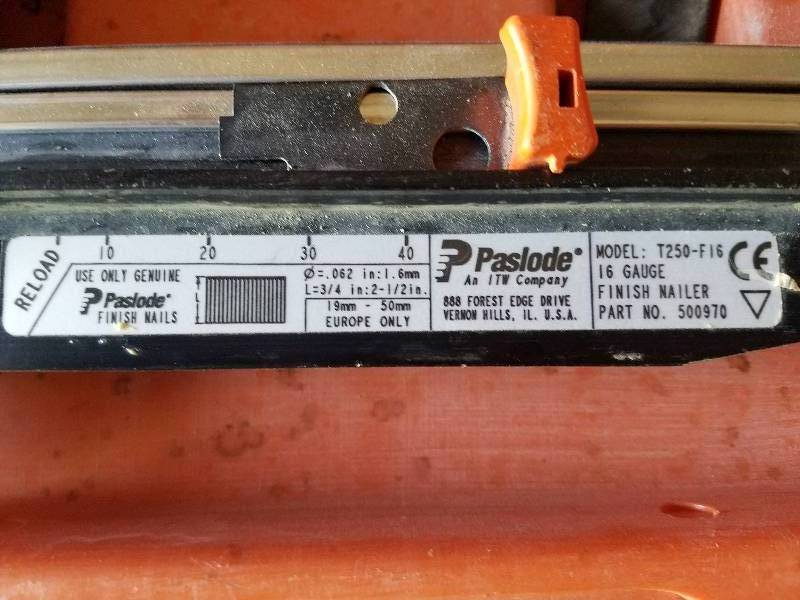 RELOAD
10 20 30 40
USE ONLY GENUINE
Paslode®
FINISH NAILS
L
Ø=.062 in:1.6mm
L=3/4 in:2-1/2in.
19mm - 50mm
EUROPE ONLY
Paslode®
An ITW Company
888 FOREST EDGE DRIVE
VERNON HILLS, IL. U.S.A.
MODEL: T250-F16
16 GAUGE
FINISH NAILER
PART NO. 500970
CE